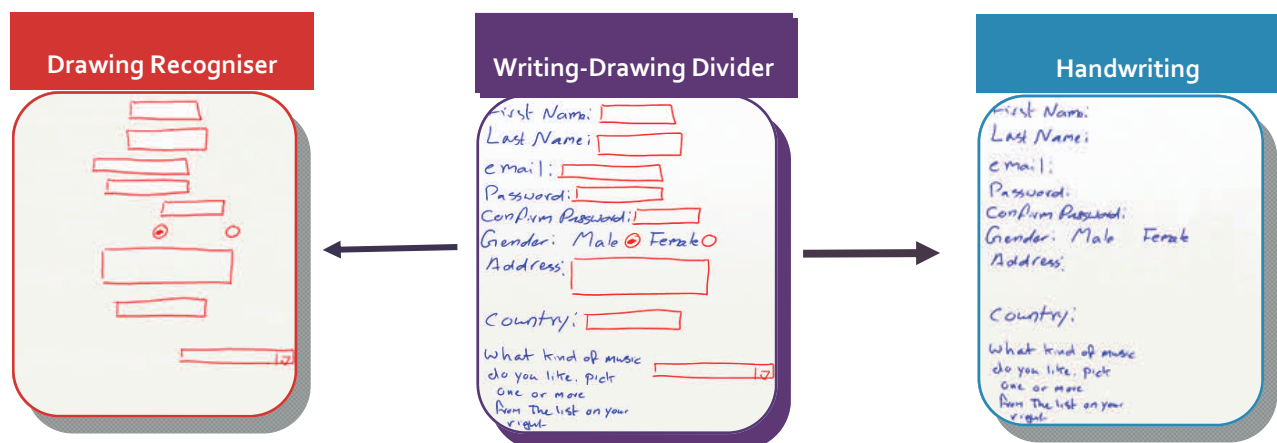 Drawing Recogniser
Writing-Drawing Divider
Handwriting
First Name:
Last Name:
email:
Password:
Confirm Password:
Gender: Male Female
Address:
Country:
What kind of music
do you like. pick
one or more
from The list on your
right
First Name:
Last Name:
email:
Password:
Confirm Password:
Gender: Male Female
Address:
Country:
What kind of music
do you like. pick
one or more
from The list on your
right